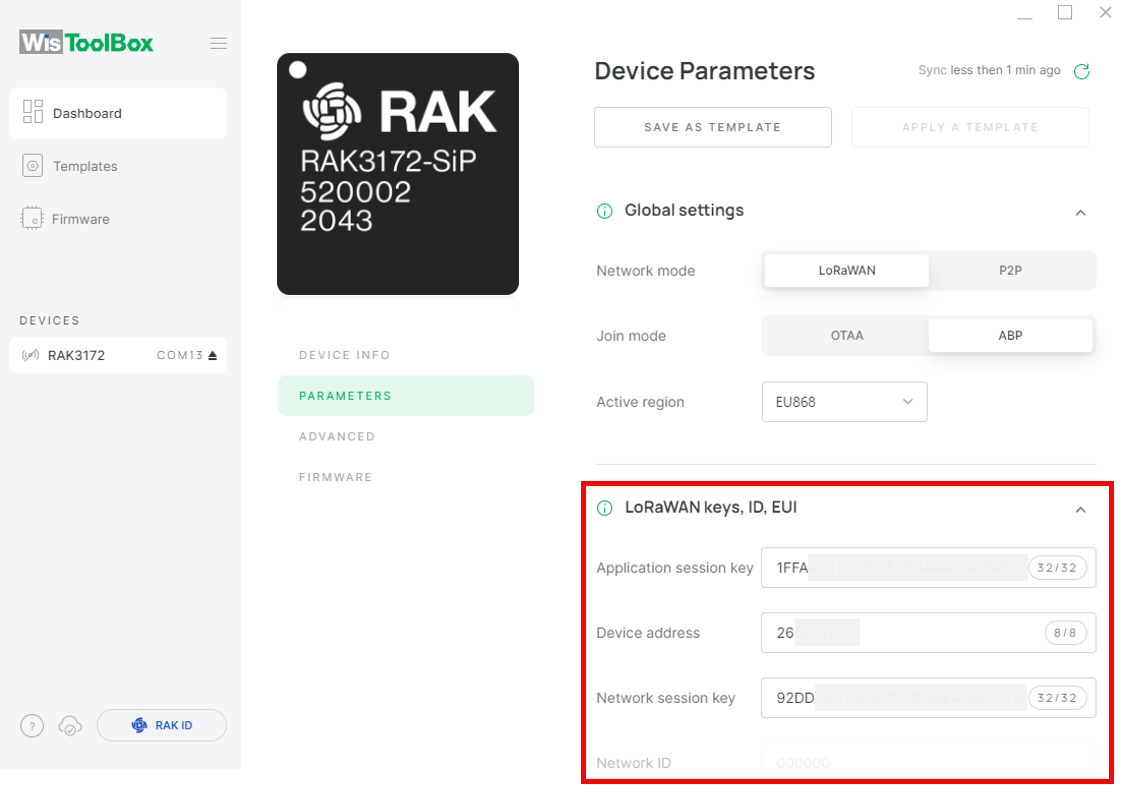 WisToolBox
Dashboard
Templates
Firmware
DEVICES
RAK3172 COM13
? RAK ID
RAK
RAK3172-SiP
520002
2043
DEVICE INFO
PARAMETERS
ADVANCED
FIRMWARE
Device Parameters Sync less then 1 min ago
SAVE AS TEMPLATE APPLY A TEMPLATE
Global settings
Network mode LoRaWAN P2P
Join mode OTAA ABP
Active region EU868
LoRaWAN keys, ID, EUI
Application session key 1FFA 32/32
Device address 26 8/8
Network session key 92DD 32/32
Network ID 000000